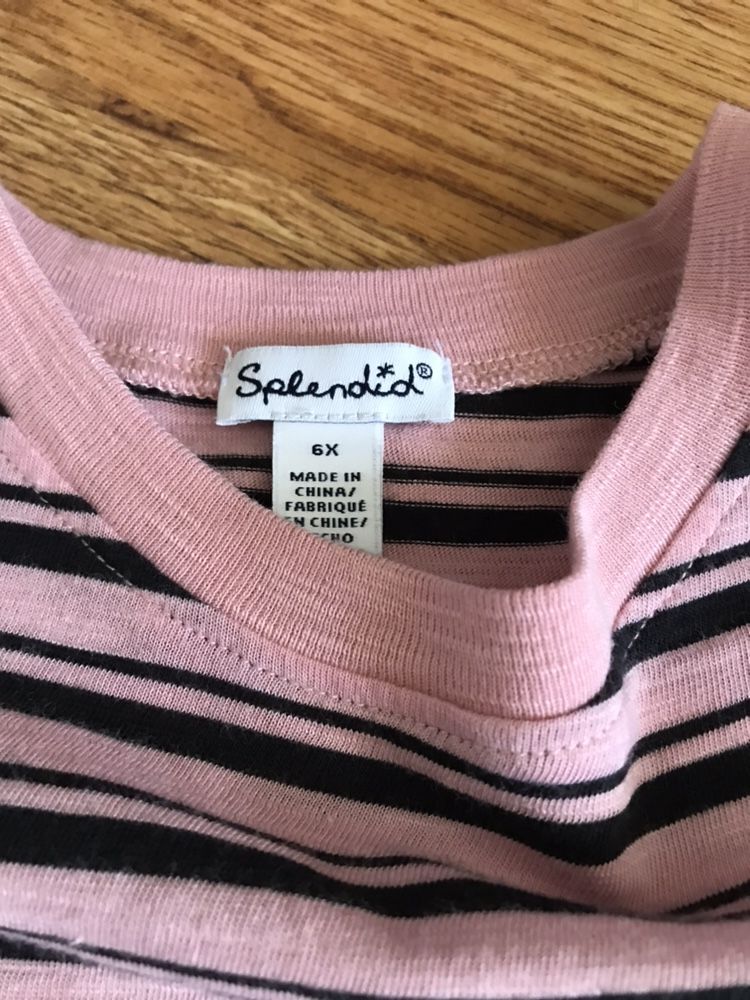 Splendid®
6X
MADE IN
CHINA/
FABRIQUÉ
EN CHINE/